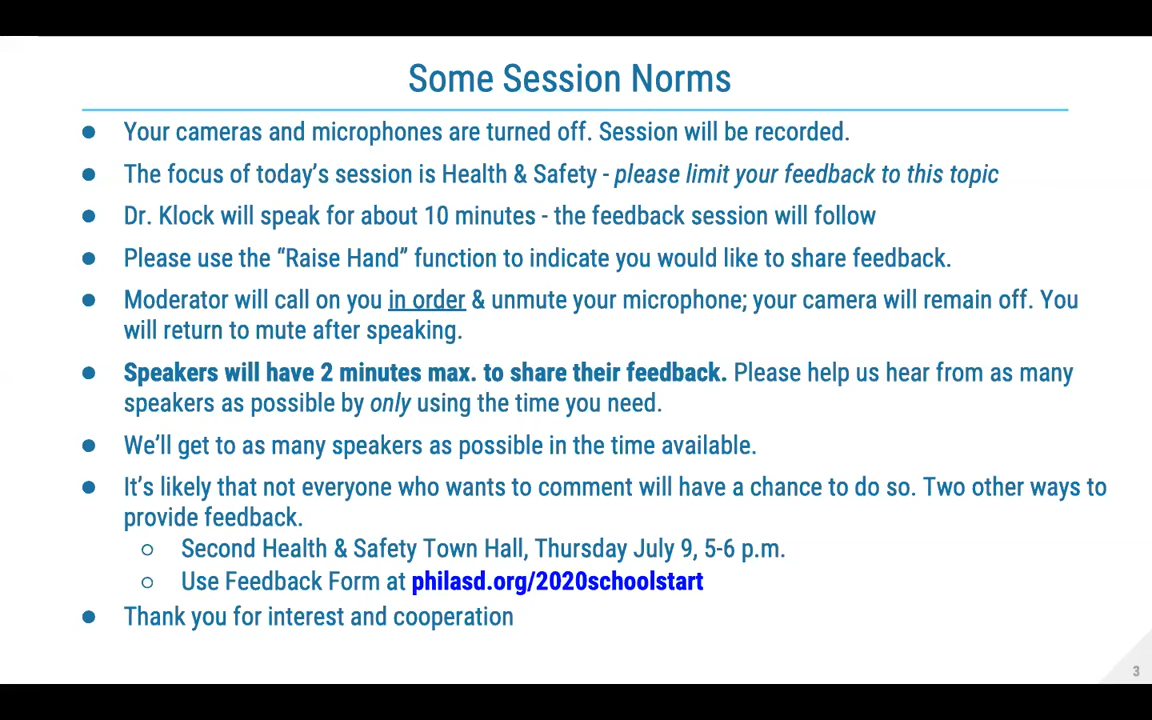 Some Session Norms
● Your cameras and microphones are turned off. Session will be recorded.
● The focus of today's session is Health & Safety - please limit your feedback to this topic
● Dr. Klock will speak for about 10 minutes - the feedback session will follow
● Please use the “Raise Hand” function to indicate you would like to share feedback.
● Moderator will call on you in order & unmute your microphone; your camera will remain off. You
will return to mute after speaking.
● Speakers will have 2 minutes max. to share their feedback. Please help us hear from as many
speakers as possible by only using the time you need.
● We'll get to as many speakers as possible in the time available.
● It's likely that not everyone who wants to comment will have a chance to do so. Two other ways to
provide feedback.
○ Second Health & Safety Town Hall, Thursday July 9, 5-6 p.m.
○ Use Feedback Form at philasd.org/2020schoolstart
● Thank you for interest and cooperation
3